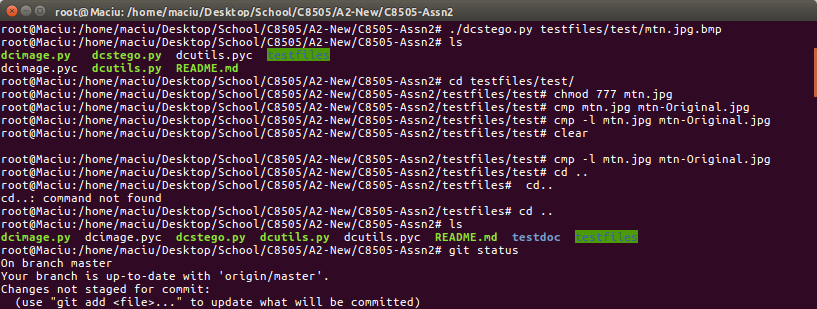 root@Maciu: /home/maciu/Desktop/School/C8505/A2-New/C8505-Assn2
root@Maciu:/home/maciu/Desktop/School/C8505/A2-New/C8505-Assn2# ./dcstego.py testfiles/test/mtn.jpg.bmp
root@Maciu:/home/maciu/Desktop/School/C8505/A2-New/C8505-Assn2# ls
dcimage.py dcstego.py dcutils.pyc testfiles
dcimage.pyc dcutils.py README.md
root@Maciu:/home/maciu/Desktop/School/C8505/A2-New/C8505-Assn2# cd testfiles/test/
root@Maciu:/home/maciu/Desktop/School/C8505/A2-New/C8505-Assn2/testfiles/test# chmod 777 mtn.jpg
root@Maciu:/home/maciu/Desktop/School/C8505/A2-New/C8505-Assn2/testfiles/test# cmp mtn.jpg mtn-Original.jpg
root@Maciu:/home/maciu/Desktop/School/C8505/A2-New/C8505-Assn2/testfiles/test# cmp -l mtn.jpg mtn-Original.jpg
root@Maciu:/home/maciu/Desktop/School/C8505/A2-New/C8505-Assn2/testfiles/test# clear
root@Maciu:/home/maciu/Desktop/School/C8505/A2-New/C8505-Assn2/testfiles/test# cmp -l mtn.jpg mtn-Original.jpg
root@Maciu:/home/maciu/Desktop/School/C8505/A2-New/C8505-Assn2/testfiles/test# cd ..
root@Maciu:/home/maciu/Desktop/School/C8505/A2-New/C8505-Assn2/testfiles#  cd..
cd..: command not found
root@Maciu:/home/maciu/Desktop/School/C8505/A2-New/C8505-Assn2/testfiles# cd ..
root@Maciu:/home/maciu/Desktop/School/C8505/A2-New/C8505-Assn2# ls
dcimage.py dcimage.pyc dcstego.py dcutils.py dcutils.pyc README.md testdoc testfiles
root@Maciu:/home/maciu/Desktop/School/C8505/A2-New/C8505-Assn2# git status
On branch master
Your branch is up-to-date with 'origin/master'.
Changes not staged for commit:
  (use "git add <file>..." to update what will be committed)